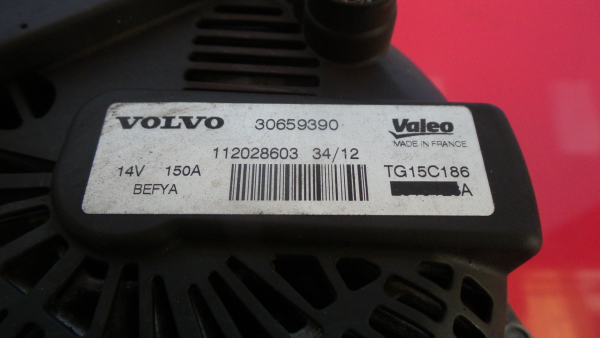 VOLVO 30659390 Valeo
MADE IN FRANCE
112028603 34/12
14V 150A TG15C186
BEFYA A